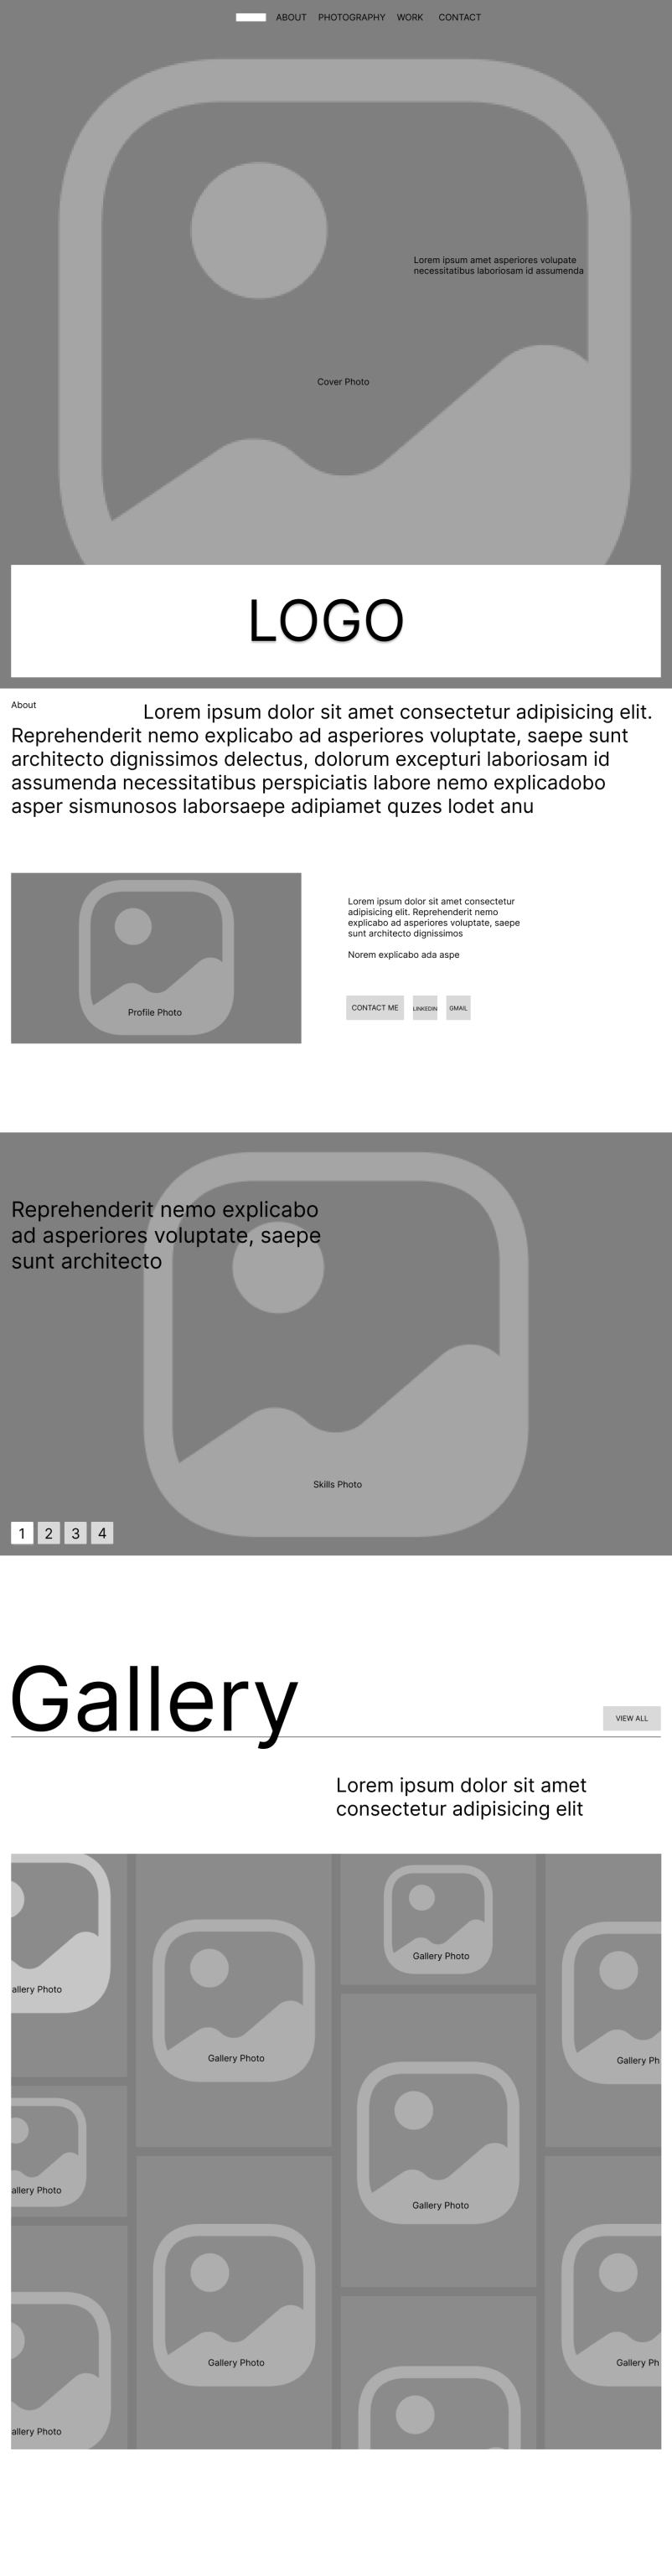 ABOUT PHOTOGRAPHY WORK CONTACT
Lorem ipsum amet asperiores volupate
necessitatibus laboriosam id assumenda
Cover Photo
LOGO
About
Lorem ipsum dolor sit amet consectetur adipisicing elit.
Reprehenderit nemo explicabo ad asperiores voluptate, saepe sunt
architecto dignissimos delectus, dolorum excepturi laboriosam id
assumenda necessitatibus perspiciatis labore nemo explicadobo
asper sismunosos laborsaepe adipiamet quzes lodet anu
Profile Photo
Lorem ipsum dolor sit amet consectetur
adipisicing elit. Reprehenderit nemo
explicabo ad asperiores voluptate, saepe
sunt architecto dignissimos
Norem explicabo ada aspe
CONTACT ME LINKEDIN GMAIL
Reprehenderit nemo explicabo
ad asperiores voluptate, saepe
sunt architecto
Skills Photo
1 2 3 4
Gallery
VIEW ALL
Lorem ipsum dolor sit amet
consectetur adipisicing elit
Gallery Photo
allery Photo
Gallery Photo
Gallery Ph
allery Photo
Gallery Photo
Gallery Photo
Gallery Ph
allery Photo